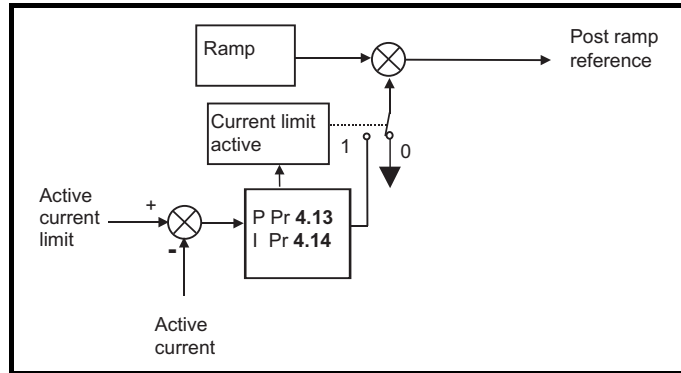 Ramp
Post ramp
reference
Current limit
active
1
0
Active
current
limit
+
-
P Pr 4.13
I Pr 4.14
Active
current